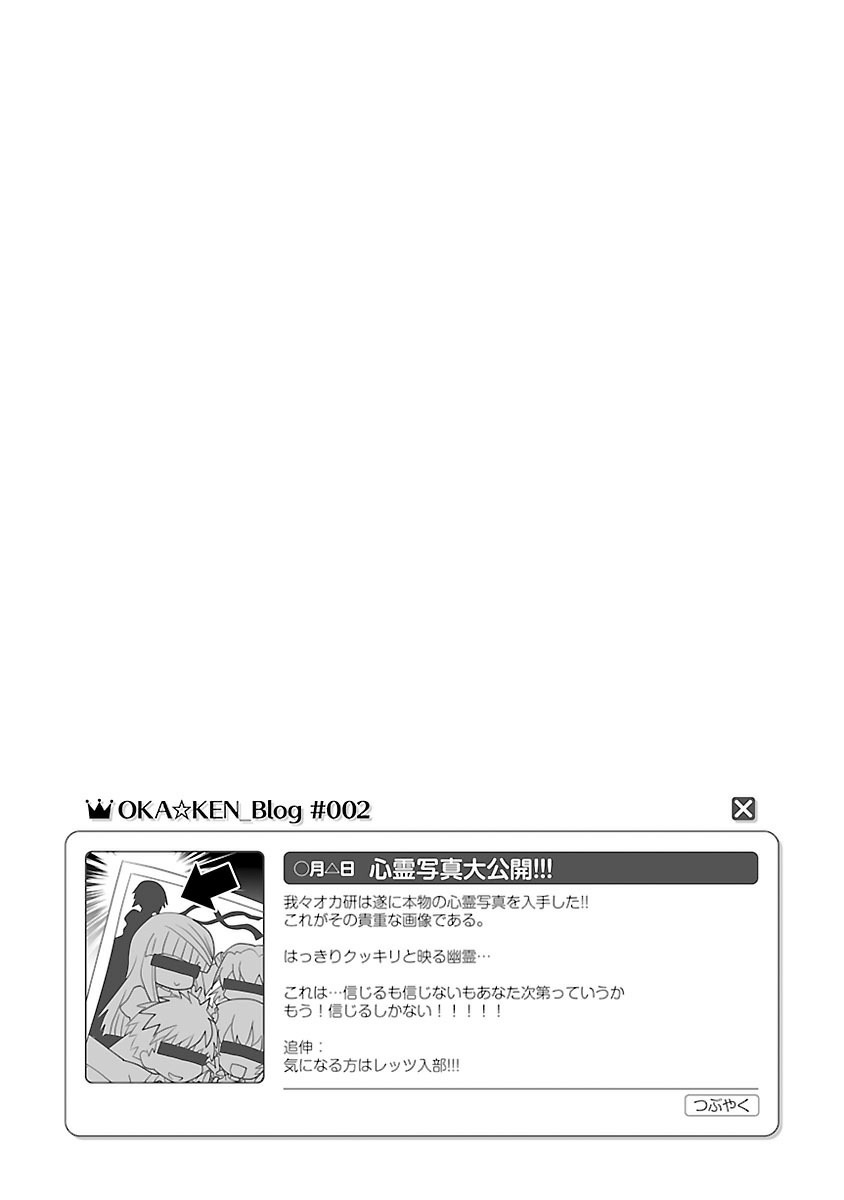 OKA☆KEN_Blog #002
○月△日 心霊写真大公開!!!
我々オカ研は遂に本物の心霊写真を入手した!!
これがその貴重な画像である。
はっきりクッキリと映る幽霊…
これは…信じるも信じないもあなた次第っていうか
もう！信じるしかない！！！！！
追伸：
気になる方はレッツ入部!!!
つぶやく